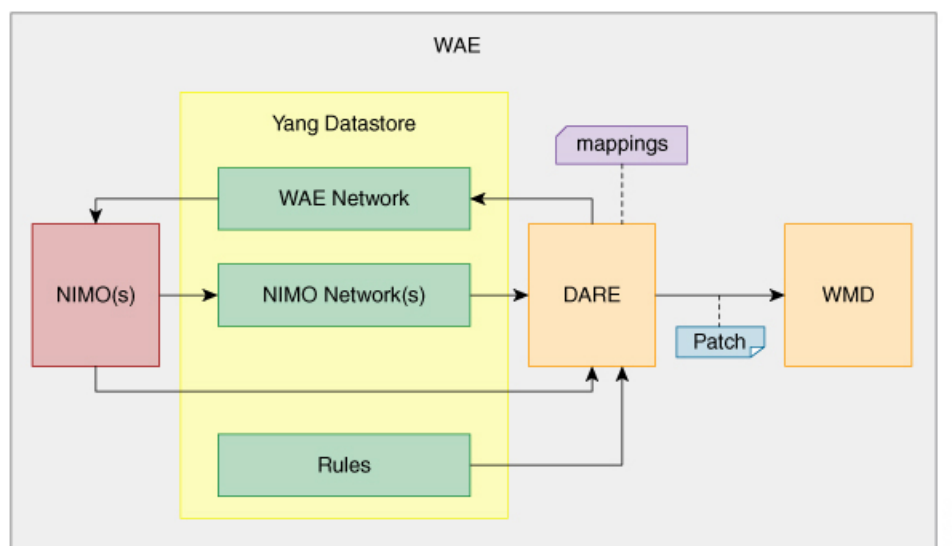 WAE
Yang Datastore
mappings
WAE Network
NIMO(s)
NIMO Network(s)
DARE
WMD
Patch
Rules